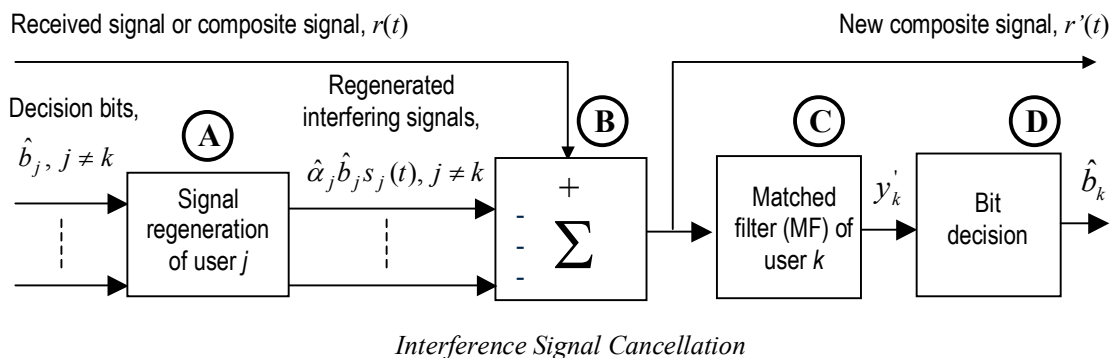 Received signal or composite signal, r(t)
New composite signal, r’(t)
Decision bits,
b̂_j, j ≠ k
A
Signal
regeneration
of user j
Regenerated
interfering signals,
α̂_j b̂_j s_j(t), j ≠ k
B
+
-
-
-
Σ
C
Matched
filter (MF) of
user k
y'_k
D
Bit
decision
b̂_k
Interference Signal Cancellation